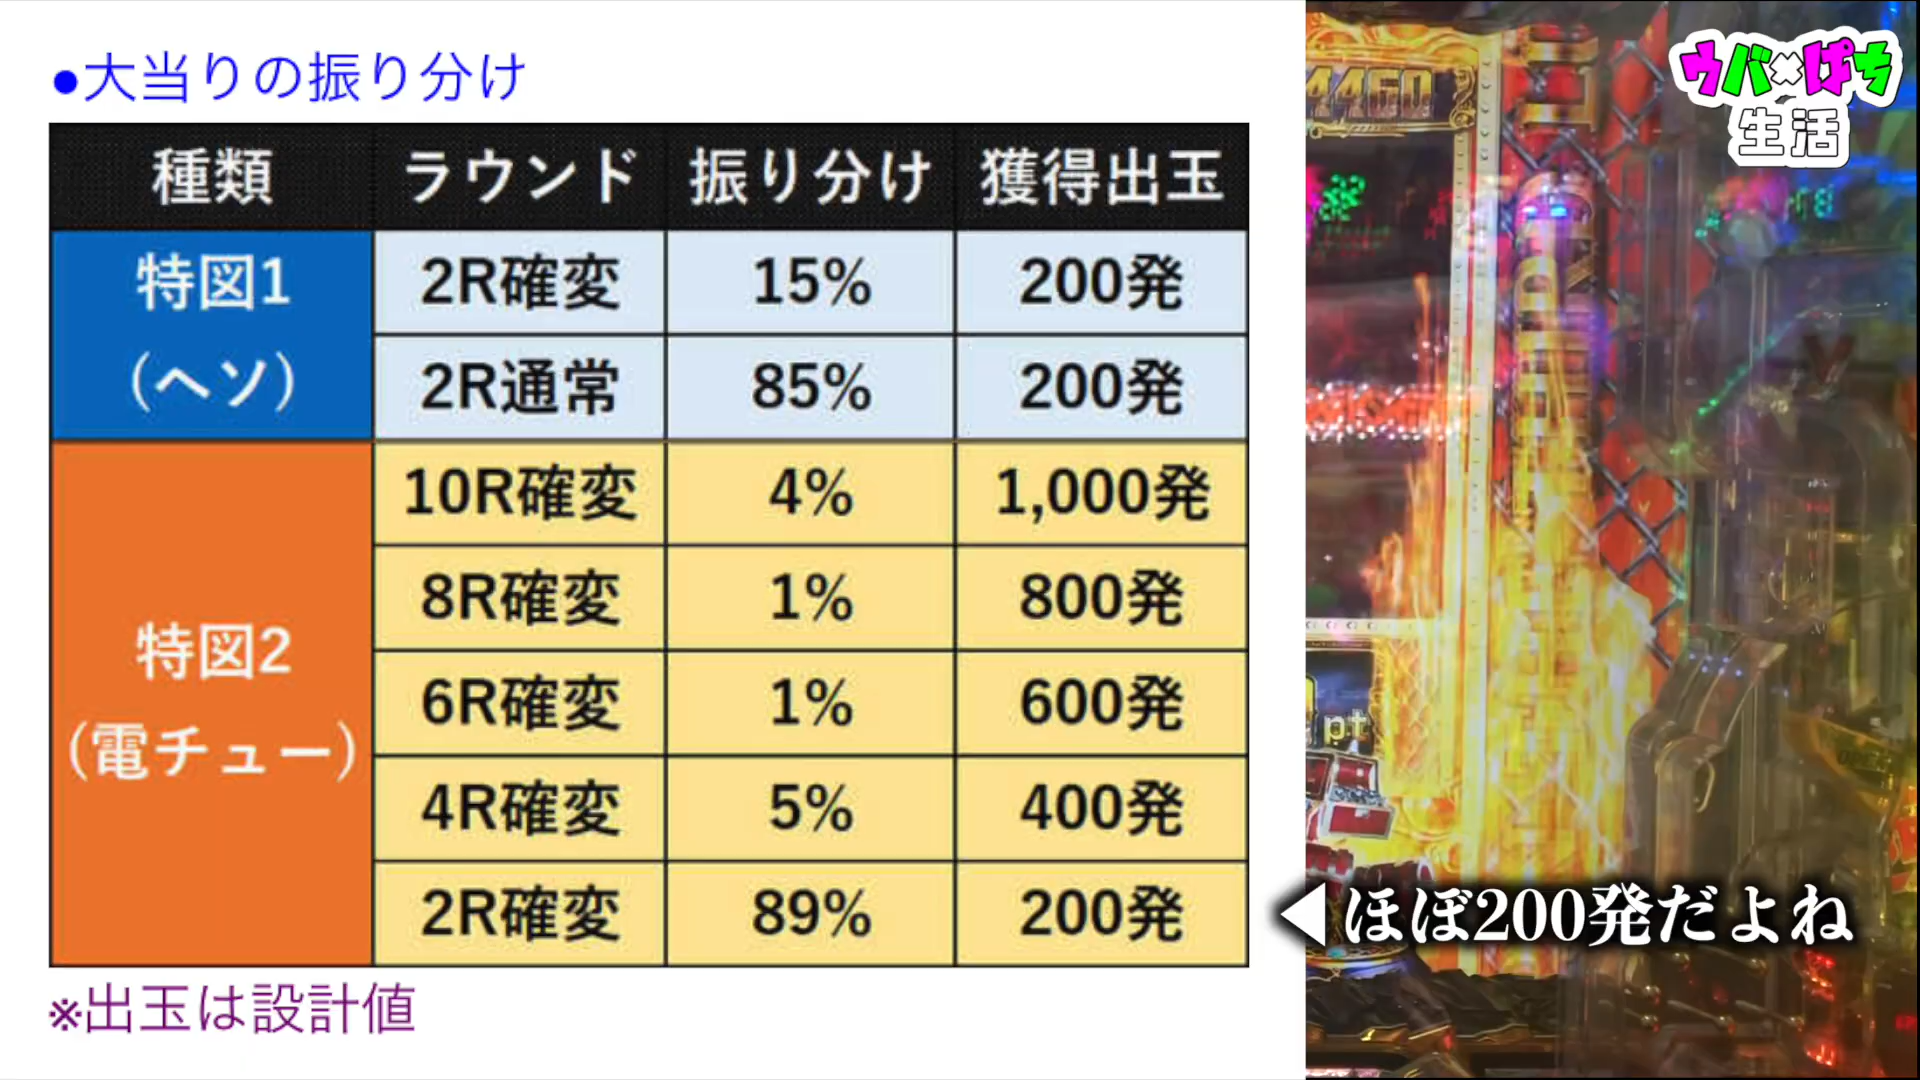 ●大当りの振り分け
種類 ラウンド 振り分け 獲得出玉
特図1
(ヘソ)
2R確変 15% 200発
2R通常 85% 200発
特図2
(電チュー)
10R確変 4% 1,000発
8R確変 1% 800発
6R確変 1% 600発
4R確変 5% 400発
2R確変 89% 200発
※出玉は設計値
4460
ウバ×ぱち
生活
pt
◀ほぼ200発だよね